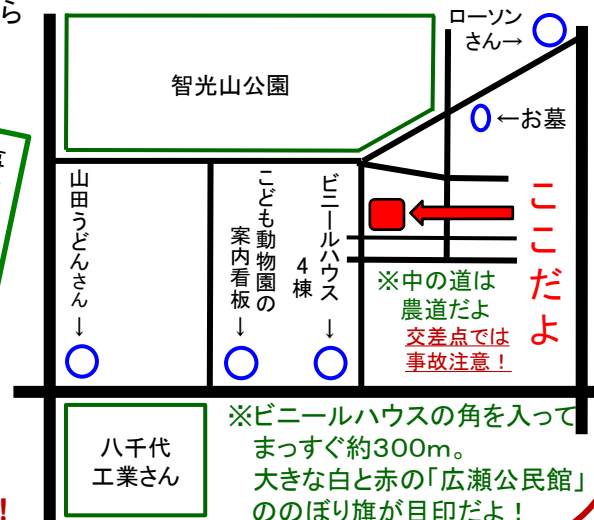 ら
ローソン
さん→
智光山公園
←お墓
山田うどんさん→
こども動物園の
案内看板→
ビニールハウス→
4棟
ここだよ
※中の道は
農道だよ
交差点では
事故注意！
八千代
工業さん
※ビニールハウスの角を入って
まっすぐ約300m。
大きな白と赤の「広瀬公民館」
ののぼり旗が目印だよ！
!